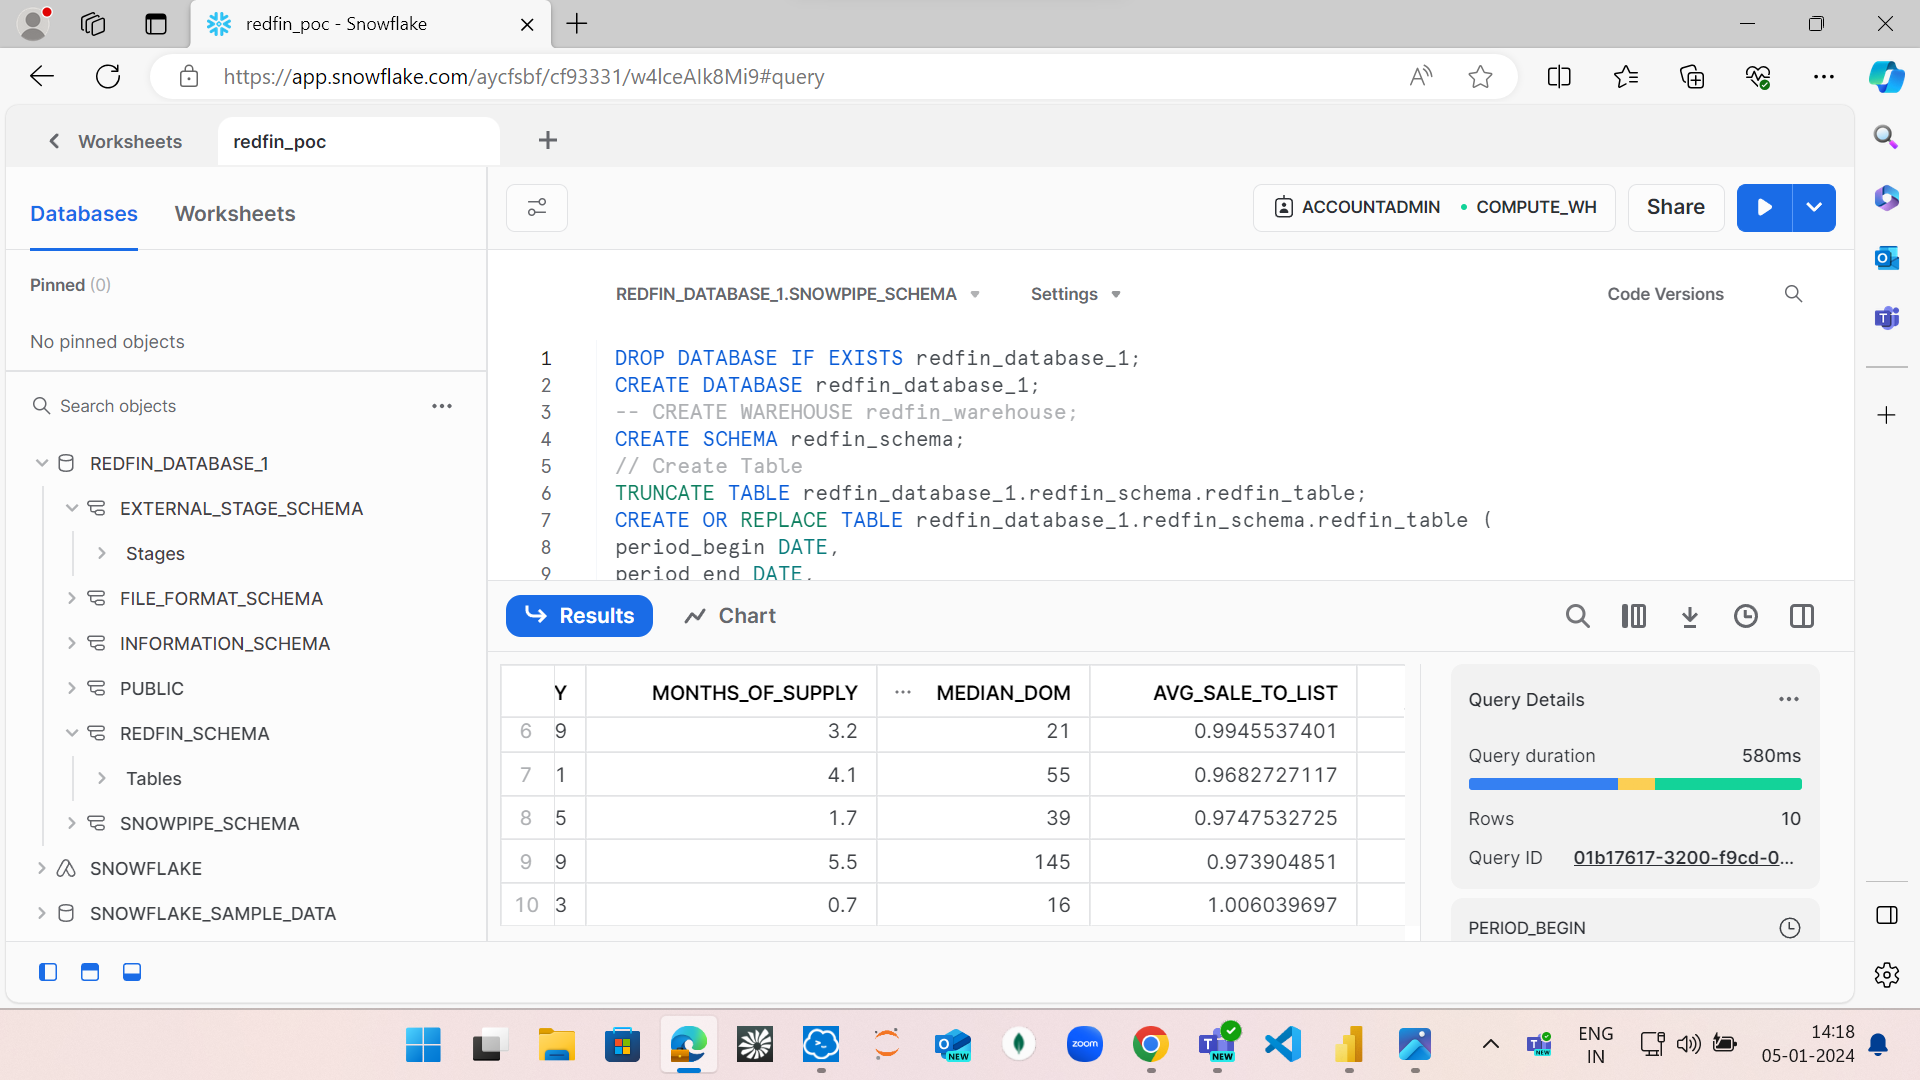 redfin_poc - Snowflake
https://app.snowflake.com/aycfsbf/cf93331/w4lceAIk8Mi9#query
Worksheets
redfin_poc
Databases
Worksheets
ACCOUNTADMIN
COMPUTE_WH
Share
Pinned (0)
No pinned objects
Search objects
REDFIN_DATABASE_1
EXTERNAL_STAGE_SCHEMA
Stages
FILE_FORMAT_SCHEMA
INFORMATION_SCHEMA
PUBLIC
REDFIN_SCHEMA
Tables
SNOWPIPE_SCHEMA
SNOWFLAKE
SNOWFLAKE_SAMPLE_DATA
REDFIN_DATABASE_1.SNOWPIPE_SCHEMA
Settings
Code Versions
1 DROP DATABASE IF EXISTS redfin_database_1;
2 CREATE DATABASE redfin_database_1;
3 -- CREATE WAREHOUSE redfin_warehouse;
4 CREATE SCHEMA redfin_schema;
5 // Create Table
6 TRUNCATE TABLE redfin_database_1.redfin_schema.redfin_table;
7 CREATE OR REPLACE TABLE redfin_database_1.redfin_schema.redfin_table (
8 period_begin DATE,
9 period_end DATE,
Results
Chart
Y MONTHS_OF_SUPPLY ... MEDIAN_DOM AVG_SALE_TO_LIST
6 9 3.2 21 0.9945537401
7 1 4.1 55 0.9682727117
8 5 1.7 39 0.9747532725
9 9 5.5 145 0.973904851
10 3 0.7 16 1.006039697
Query Details
Query duration 580ms
Rows 10
Query ID 01b17617-3200-f9cd-0...
PERIOD_BEGIN
NEW
zoom
NEW
NEW
ENG
IN
14:18
05-01-2024